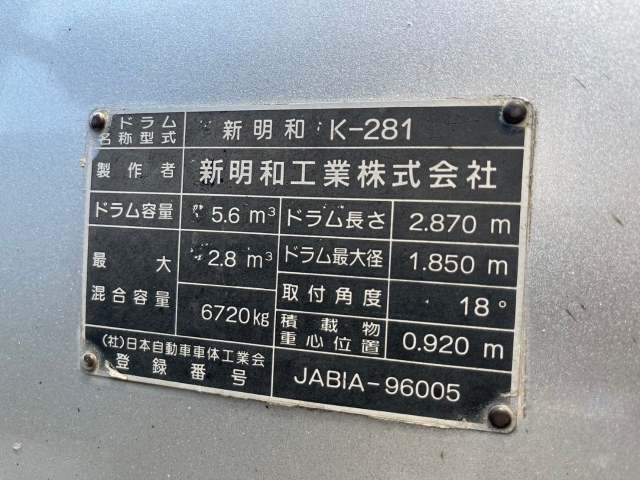 ドラム
名称型式
新明和 K-281
製作者
新明和工業株式会社
ドラム容量
5.6 m³
ドラム長さ
2.870 m
最大
混合容量
2.8 m³
6720kg
ドラム最大径
1.850 m
取付角度
18°
積載物
重心位置
0.920 m
(社)日本自動車車体工業会
登録番号
JABIA-96005